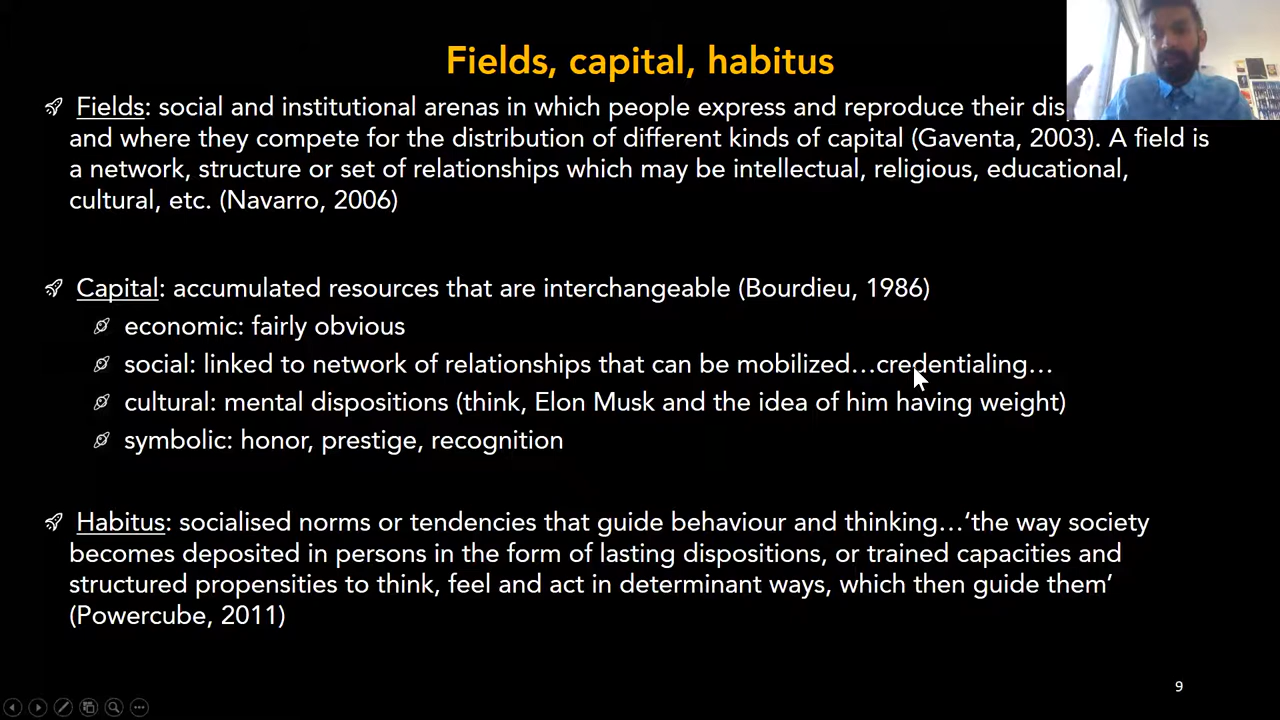 Fields, capital, habitus
Fields: social and institutional arenas in which people express and reproduce their
and where they compete for the distribution of different kinds of capital (Gaventa, 2003). A field is
a network, structure or set of relationships which may be intellectual, religious, educational,
cultural, etc. (Navarro, 2006)
Capital: accumulated resources that are interchangeable (Bourdieu, 1986)
economic: fairly obvious
social: linked to network of relationships that can be mobilized…credentialing…
cultural: mental dispositions (think, Elon Musk and the idea of him having weight)
symbolic: honor, prestige, recognition
Habitus: socialised norms or tendencies that guide behaviour and thinking…‘the way society
becomes deposited in persons in the form of lasting dispositions, or trained capacities and
structured propensities to think, feel and act in determinant ways, which then guide them’
(Powercube, 2011)
9